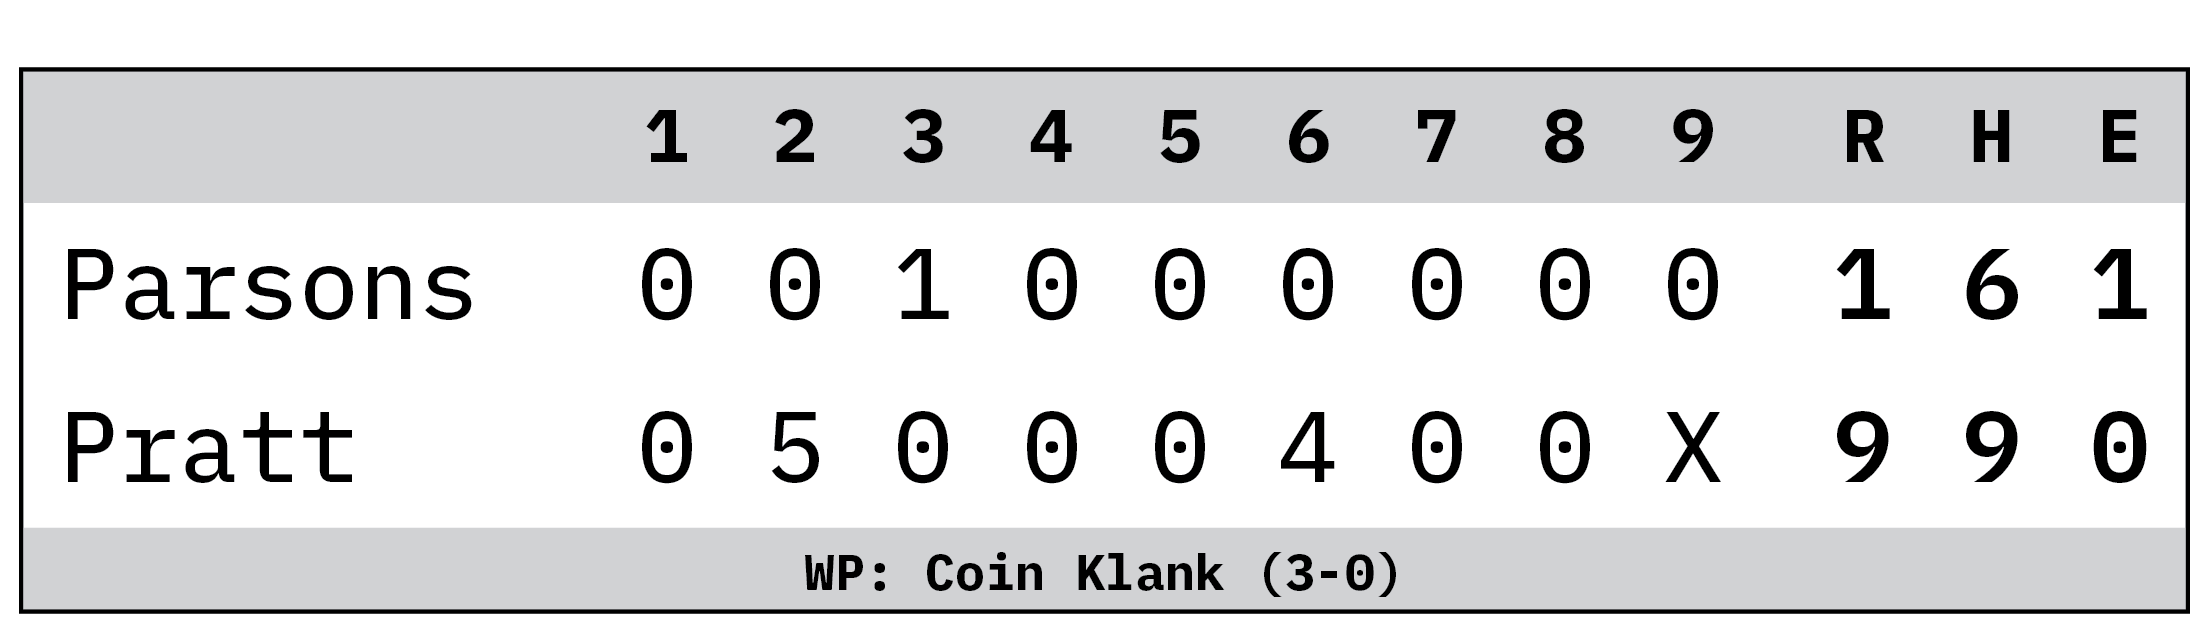 1 2 3 4 5 6 7 8 9 R H E
Parsons 0 0 1 0 0 0 0 0 0 1 6 1
Pratt 0 5 0 0 0 4 0 0 X 9 9 0
WP: Coin Klank (3-0)